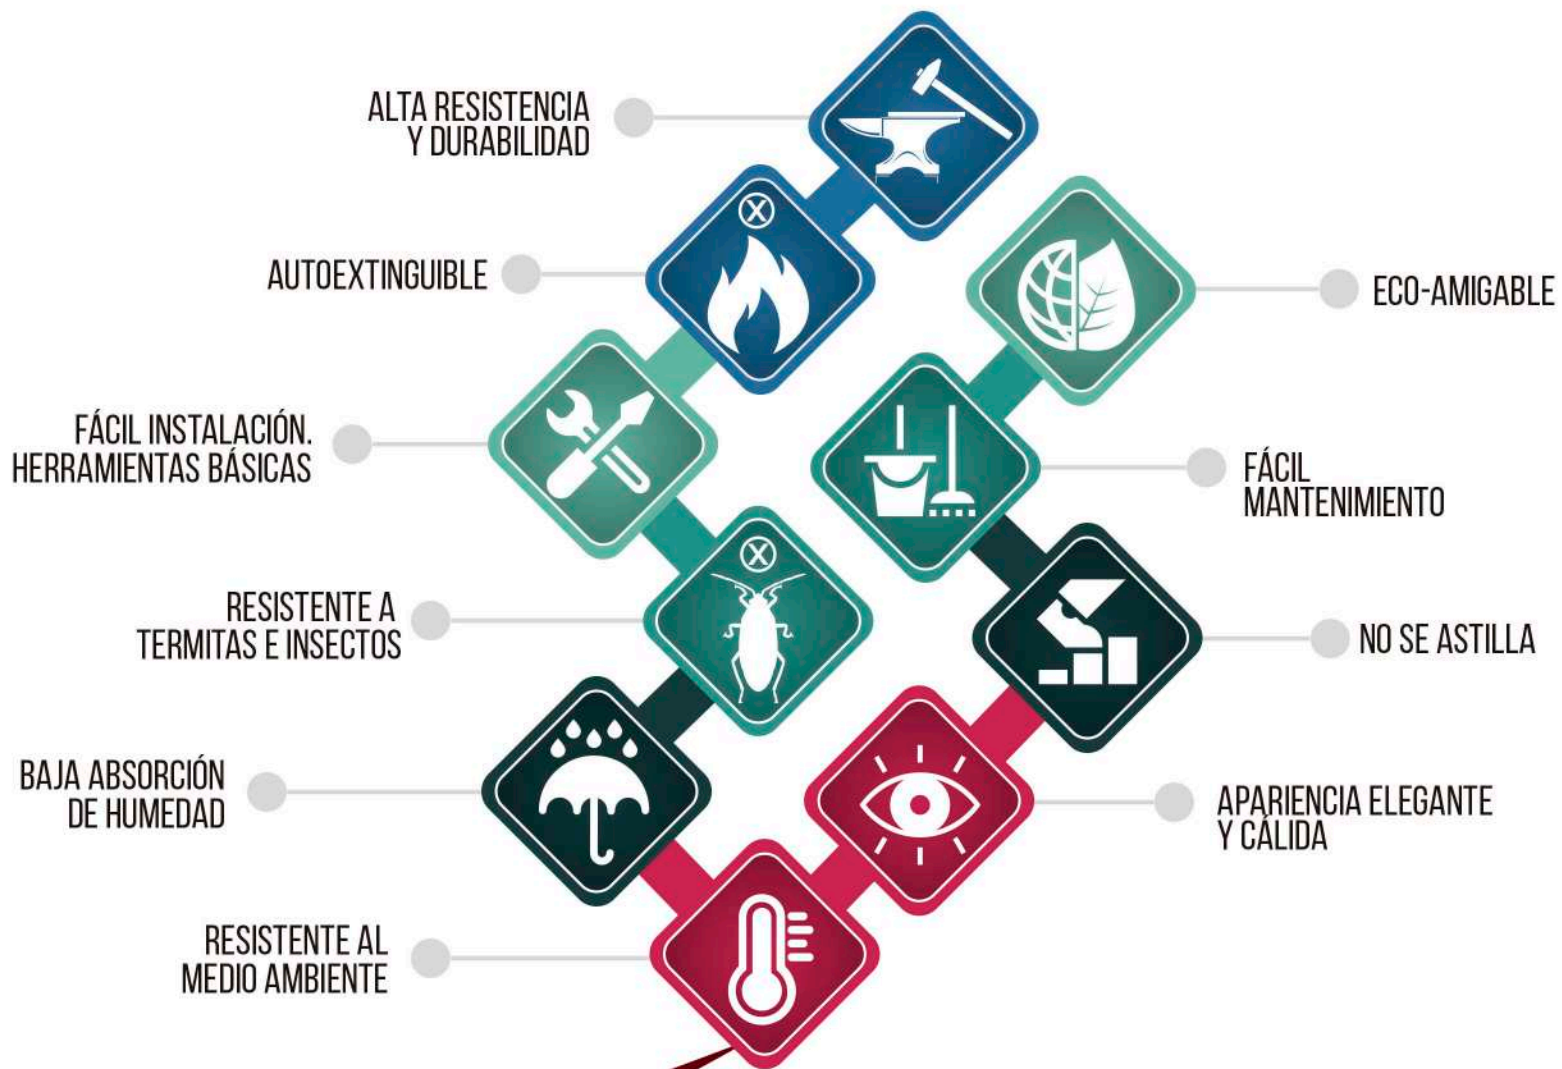 ALTA RESISTENCIA
Y DURABILIDAD
X
AUTOEXTINGUIBLE
ECO-AMIGABLE
FÁCIL INSTALACIÓN.
HERRAMIENTAS BÁSICAS
FÁCIL
MANTENIMIENTO
X
RESISTENTE A
TERMITAS E INSECTOS
NO SE ASTILLA
BAJA ABSORCIÓN
DE HUMEDAD
APARIENCIA ELEGANTE
Y CÁLIDA
RESISTENTE AL
MEDIO AMBIENTE